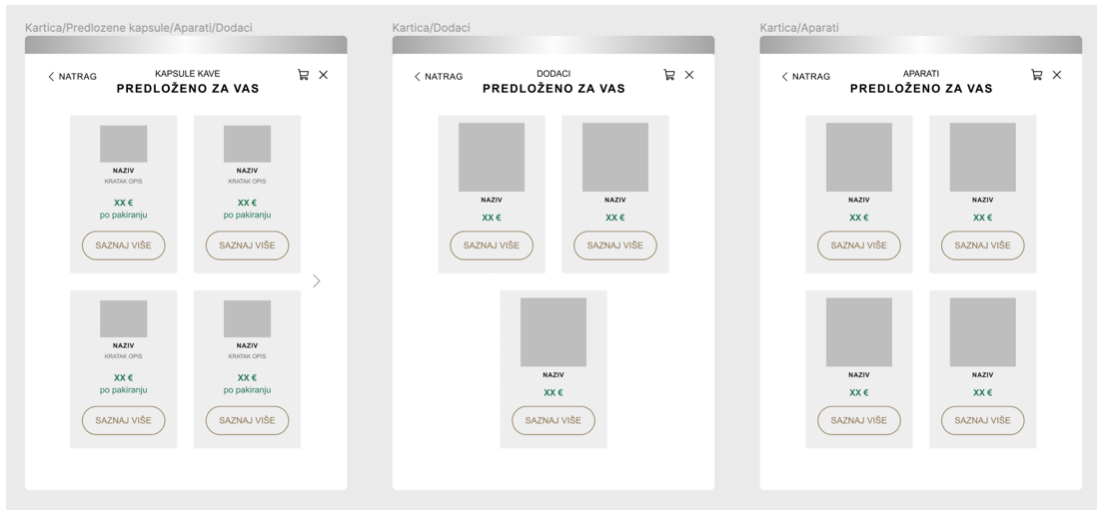 Kartica/Predlozene kapsule/Aparati/Dodaci
NATRAG
KAPSULE KAVE
PREDLOŽENO ZA VAS
NAZIV
KRATAK OPIS
XX €
po pakiranju
SAZNAJ VIŠE
NAZIV
KRATAK OPIS
XX €
po pakiranju
SAZNAJ VIŠE
NAZIV
KRATAK OPIS
XX €
po pakiranju
SAZNAJ VIŠE
NAZIV
KRATAK OPIS
XX €
po pakiranju
SAZNAJ VIŠE
Kartica/Dodaci
NATRAG
DODACI
PREDLOŽENO ZA VAS
NAZIV
XX €
SAZNAJ VIŠE
NAZIV
XX €
SAZNAJ VIŠE
NAZIV
XX €
SAZNAJ VIŠE
Kartica/Aparati
NATRAG
APARATI
PREDLOŽENO ZA VAS
NAZIV
XX €
SAZNAJ VIŠE
NAZIV
XX €
SAZNAJ VIŠE
NAZIV
XX €
SAZNAJ VIŠE
NAZIV
XX €
SAZNAJ VIŠE